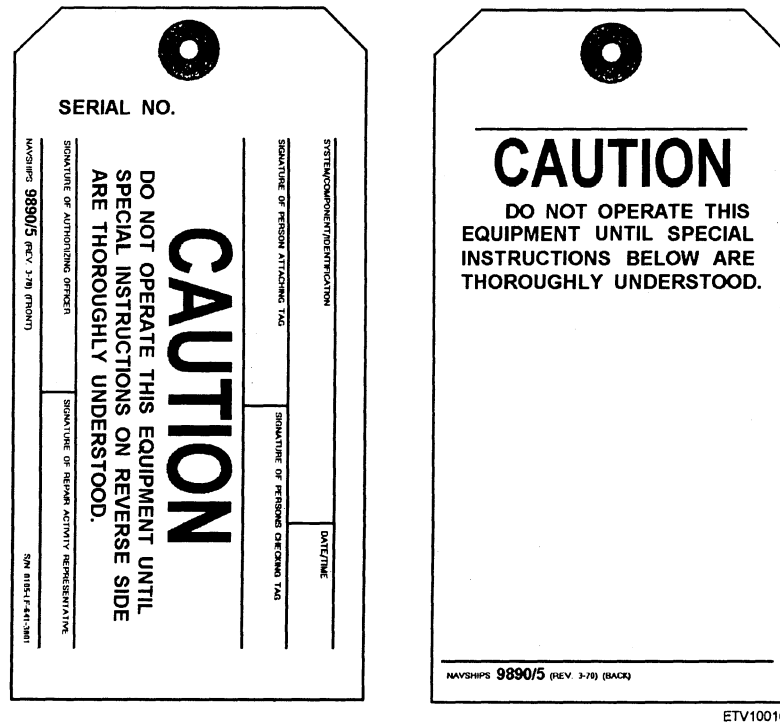 SERIAL NO.
SYSTEM/COMPONENT/IDENTIFICATION
DATE/TIME
SIGNATURE OF PERSON ATTACHING TAG
SIGNATURE OF PERSONS CHECKING TAG
CAUTION
DO NOT OPERATE THIS EQUIPMENT UNTIL
SPECIAL INSTRUCTIONS ON REVERSE SIDE
ARE THOROUGHLY UNDERSTOOD.
SIGNATURE OF AUTHORIZING OFFICER
SIGNATURE OF REPAIR ACTIVITY REPRESENTATIVE
NAVSHIPS 9890/5 (REV. 3-70) (FRONT)
S/N
CAUTION
DO NOT OPERATE THIS
EQUIPMENT UNTIL SPECIAL
INSTRUCTIONS BELOW ARE
THOROUGHLY UNDERSTOOD.
NAVSHIPS 9890/5 (REV. 3-70) (BACK)